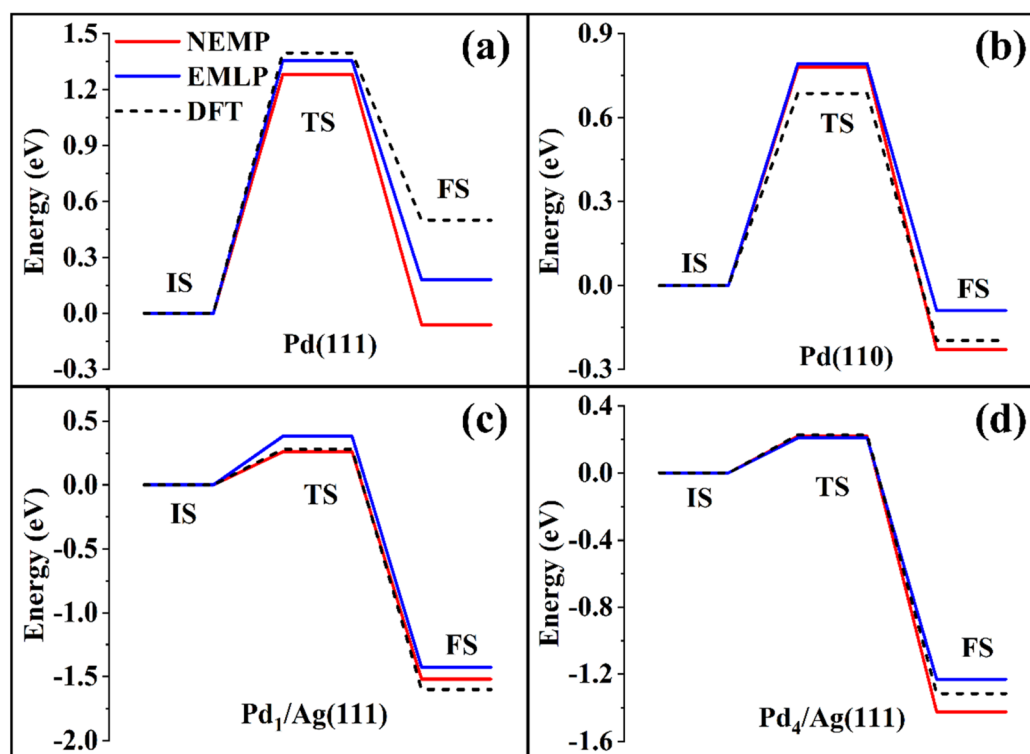 (a)
NEMP
EMLP
DFT
TS
FS
IS
Pd(111)
Energy (eV)
1.5
1.2
0.9
0.6
0.3
0.0
-0.3
(b)
TS
IS
FS
Pd(110)
Energy (eV)
0.9
0.6
0.3
0.0
-0.3
(c)
IS
TS
FS
Pd₁/Ag(111)
Energy (eV)
0.5
0.0
-0.5
-1.0
-1.5
-2.0
(d)
IS
TS
FS
Pd₄/Ag(111)
Energy (eV)
0.4
0.0
-0.4
-0.8
-1.2
-1.6